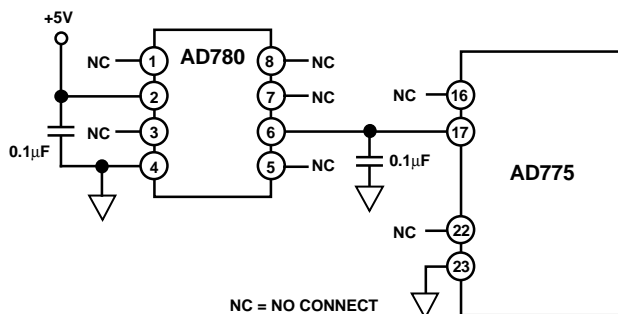 +5V
NC
1
AD780
8
NC
2
7
NC
NC
3
6
0.1μF
4
5
NC
0.1μF
NC
16
17
AD775
NC
22
23
NC = NO CONNECT